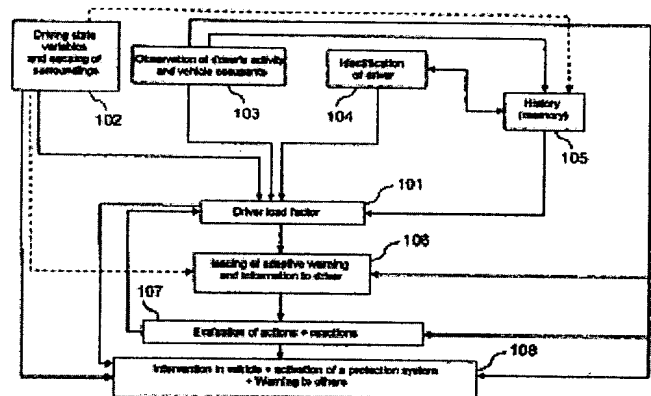 Driving state
variables
and sensing of
surroundings
102
Observation of driver's activity
and vehicle occupants
103
Identification
of driver
104
History
(memory)
105
101
Driver load factor
106
Issuing of adaptive warning
and information to driver
107
Evaluation of actions + reactions
108
Intervention in vehicle + activation of a protection system
+ Warning to others